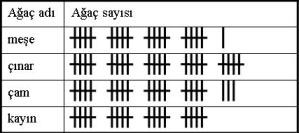 Ağaç adı Ağaç sayısı
meşe
çınar
çam
kayın